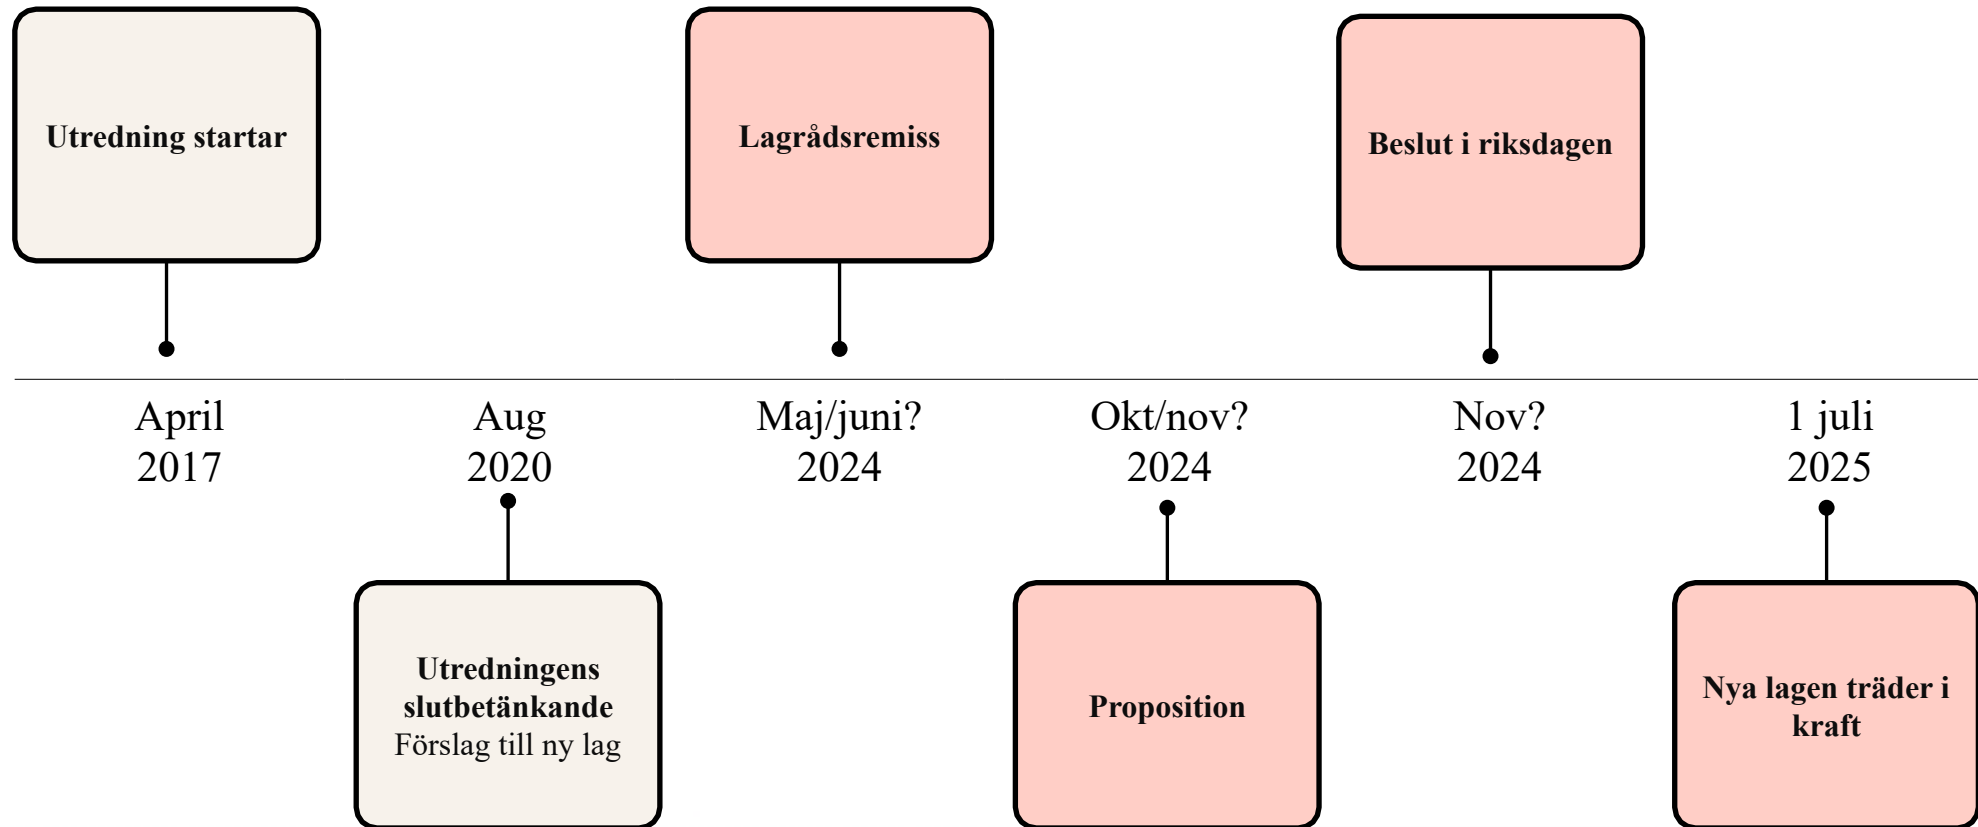 Utredning startar
Lagrådsremiss
Beslut i riksdagen
April
2017
Aug
2020
Maj/juni?
2024
Okt/nov?
2024
Nov?
2024
1 juli
2025
Utredningens
slutbetänkande
Förslag till ny lag
Proposition
Nya lagen träder i
kraft